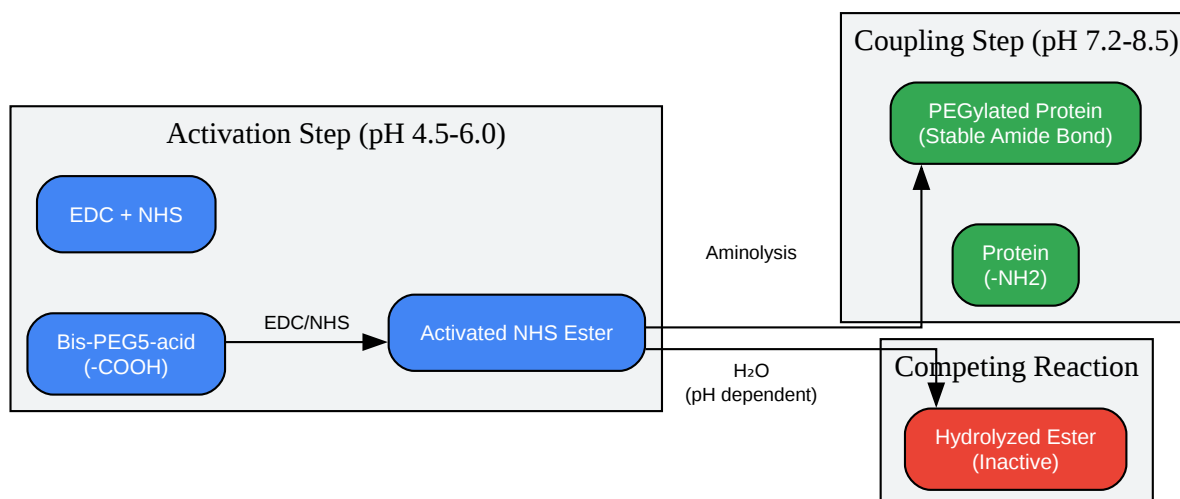 Activation Step (pH 4.5-6.0)
EDC + NHS
Bis-PEG5-acid
(-COOH)
EDC/NHS
Activated NHS Ester
Aminolysis
H₂O
(pH dependent)
Coupling Step (pH 7.2-8.5)
PEGylated Protein
(Stable Amide Bond)
Protein
(-NH2)
Competing Reaction
Hydrolyzed Ester
(Inactive)